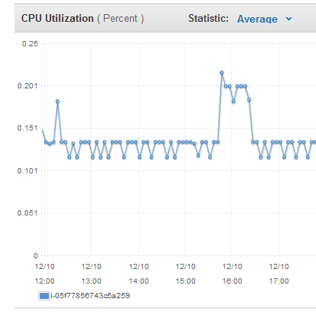 CPU Utilization ( Percent ) Statistic: Average
0.25
0.201
0.151
0.101
0.051
0
12/10 12/10 12/10 12/10 12/10 12/10
12:00 13:00 14:00 15:00 16:00 17:00
i-05f77856743c5a259